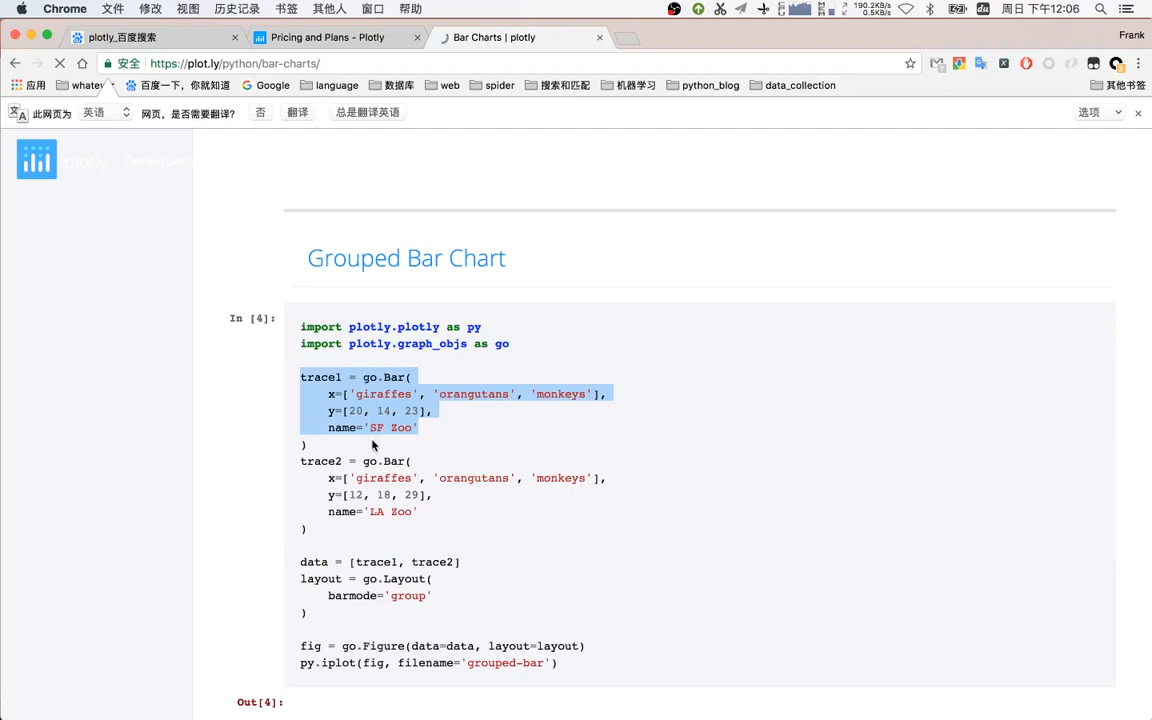 Chrome 文件 修改 视图 历史记录 书签 其他人 窗口 帮助 190.2KB/s 0.5KB/s 周日 下午12:06
plotly_百度搜索 × Pricing and Plans - Plotly × Bar Charts | plotly × Frank
安全 https://plot.ly/python/bar-charts/
应用 百度一下，你就知道 Google language 数据库 web spider 搜索和匹配 机器学习 python_blog data_collection 其他书签
此网页为 英语 网页，是否需要翻译? 否 翻译 总是翻译英语 选项 ×
plotly Developer
Grouped Bar Chart
In [4]:
import plotly.plotly as py
import plotly.graph_objs as go
trace1 = go.Bar(
x=['giraffes', 'orangutans', 'monkeys'],
y=[20, 14, 23],
name='SF Zoo'
)
trace2 = go.Bar(
x=['giraffes', 'orangutans', 'monkeys'],
y=[12, 18, 29],
name='LA Zoo'
)
data = [trace1, trace2]
layout = go.Layout(
barmode='group'
)
fig = go.Figure(data=data, layout=layout)
py.iplot(fig, filename='grouped-bar')
Out[4]: